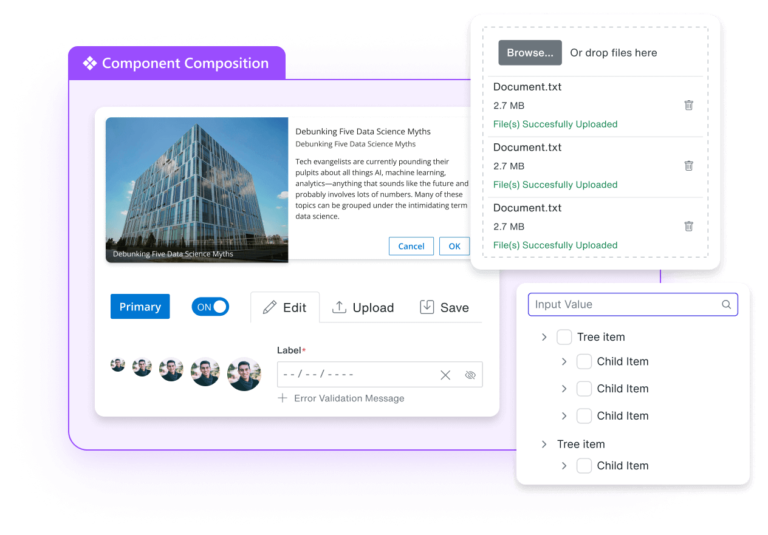 Component Composition
Debunking Five Data Science Myths
Debunking Five Data Science Myths
Tech evangelists are currently pounding their
pulpits about all things AI, machine learning,
analytics—anything that sounds like the future and
probably involves lots of numbers. Many of these
topics can be grouped under the intimidating term
data science.
Debunking Five Data Science Myths
Cancel
OK
Primary
ON
Edit
Upload
Save
Label*
--/--/----
Error Validation Message
Browse...
Or drop files here
Document.txt
2.7 MB
File(s) Succesfully Uploaded
Document.txt
2.7 MB
File(s) Succesfully Uploaded
Document.txt
2.7 MB
File(s) Succesfully Uploaded
Input Value
Tree item
Child Item
Child Item
Child Item
Tree item
Child Item